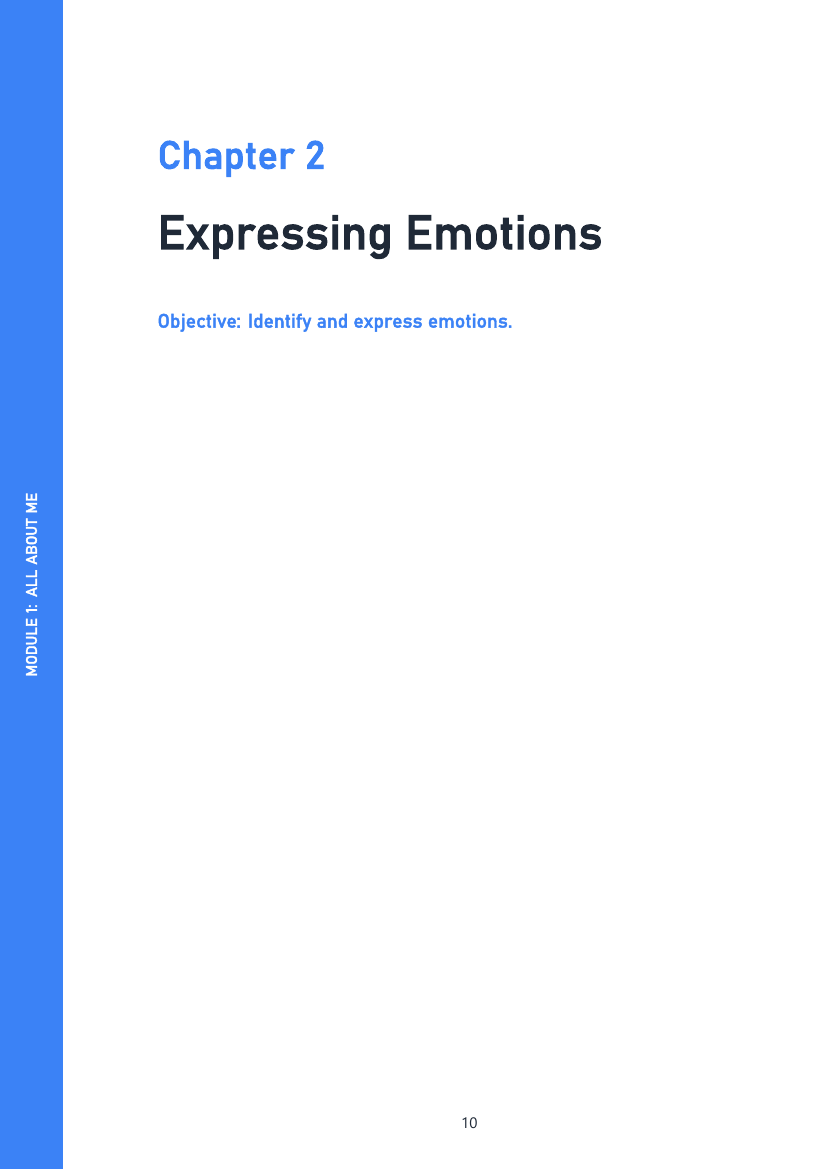 Chapter 2
Expressing Emotions
Objective: Identify and express emotions.
MODULE 1: ALL ABOUT ME
10